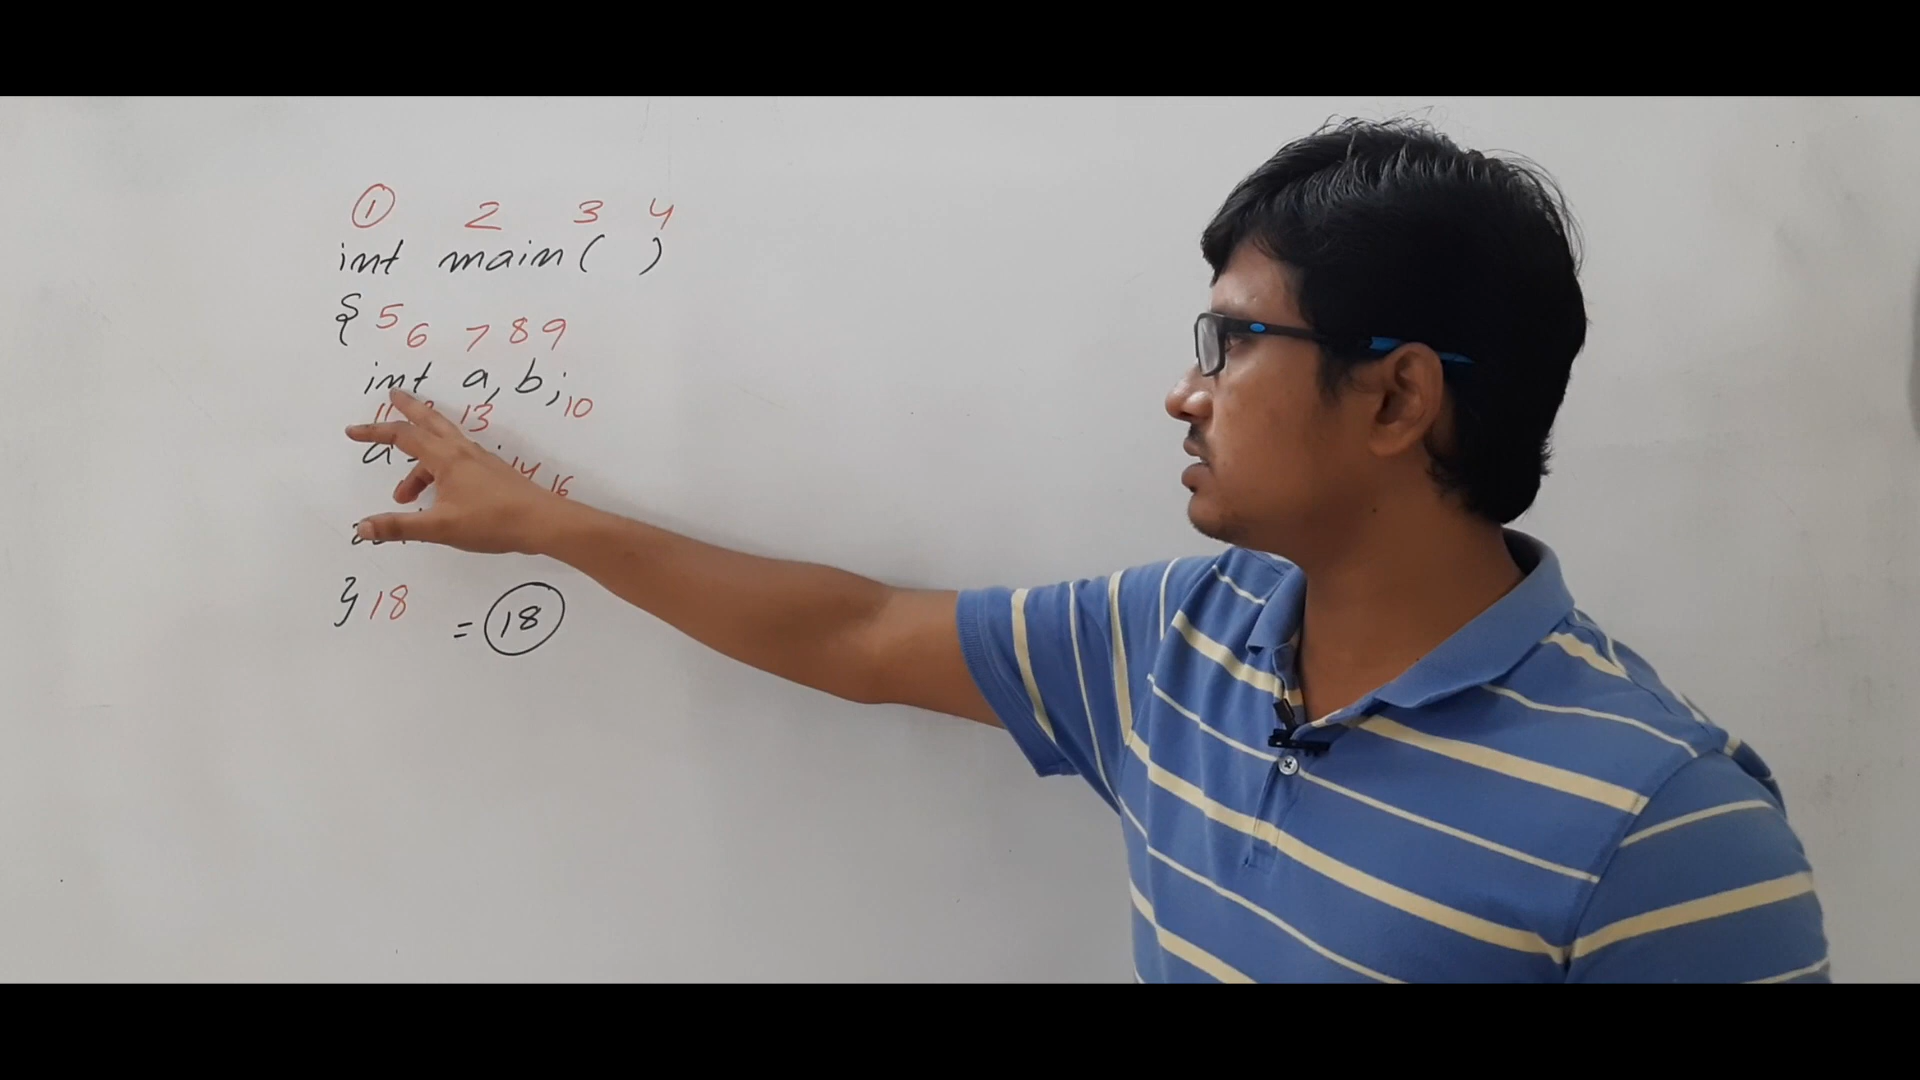 ① 2 3 4
int main( )
{ 5 6 7 8 9
int a, b; 10
11 13
a = ; 14 16
} 18 = 18